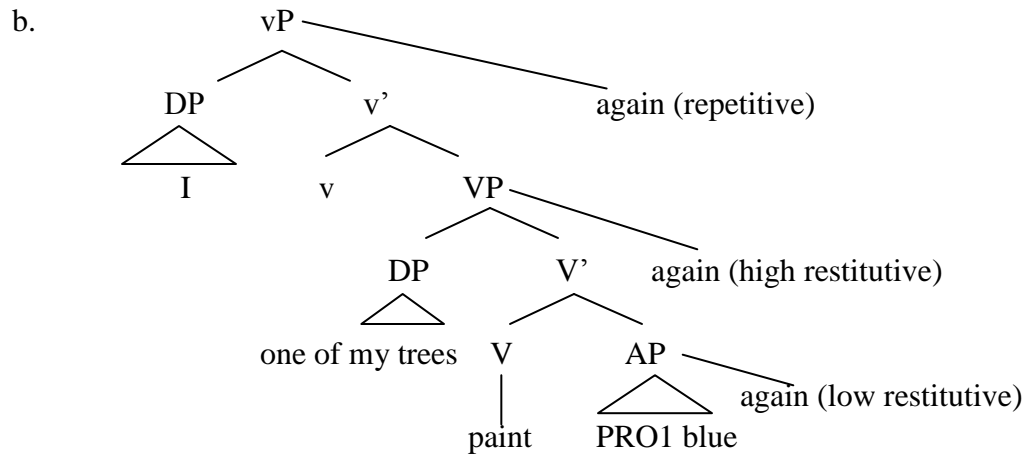 b. vP
DP v’ again (repetitive)
I v VP
DP V’ again (high restitutive)
one of my trees V AP
again (low restitutive)
paint PRO1 blue